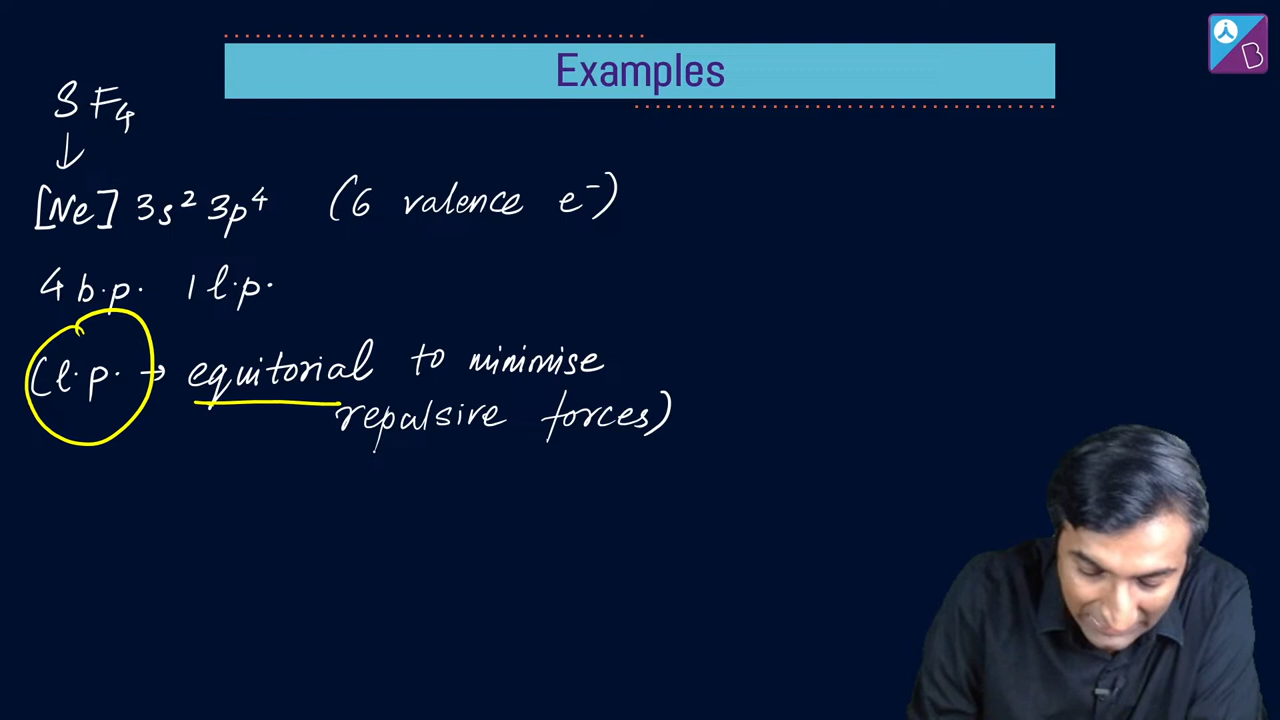 Examples
SF₄
↓
[Ne] 3s² 3p⁴ (6 valence e⁻)
4 b.p. 1 l.p.
(l.p. → equitorial to minimise
repulsive forces)
B